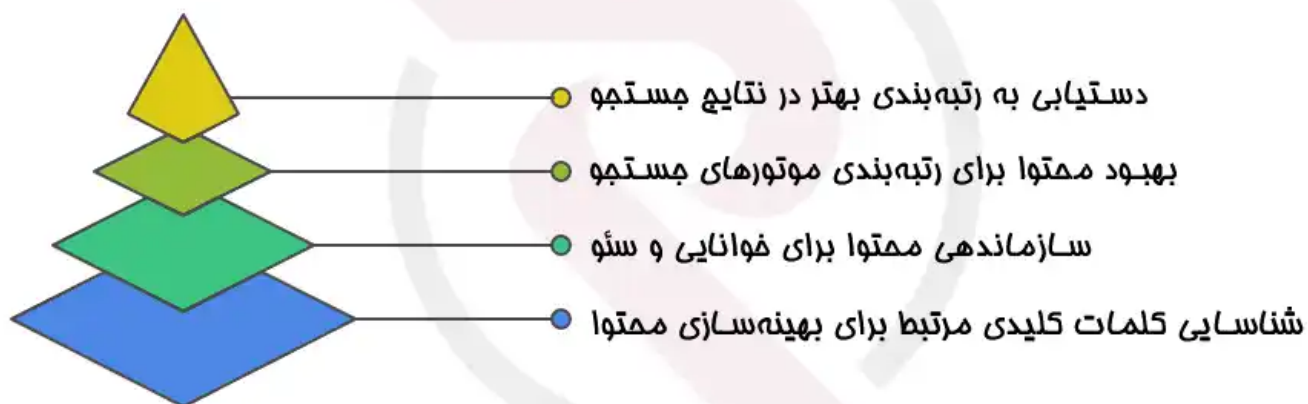 دستیابی به رتبه‌بندی بهتر در نتایج جستجو
بهبود محتوا برای رتبه‌بندی موتورهای جستجو
سازماندهی محتوا برای خوانایی و سئو
شناسایی کلمات کلیدی مرتبط برای بهینه‌سازی محتوا